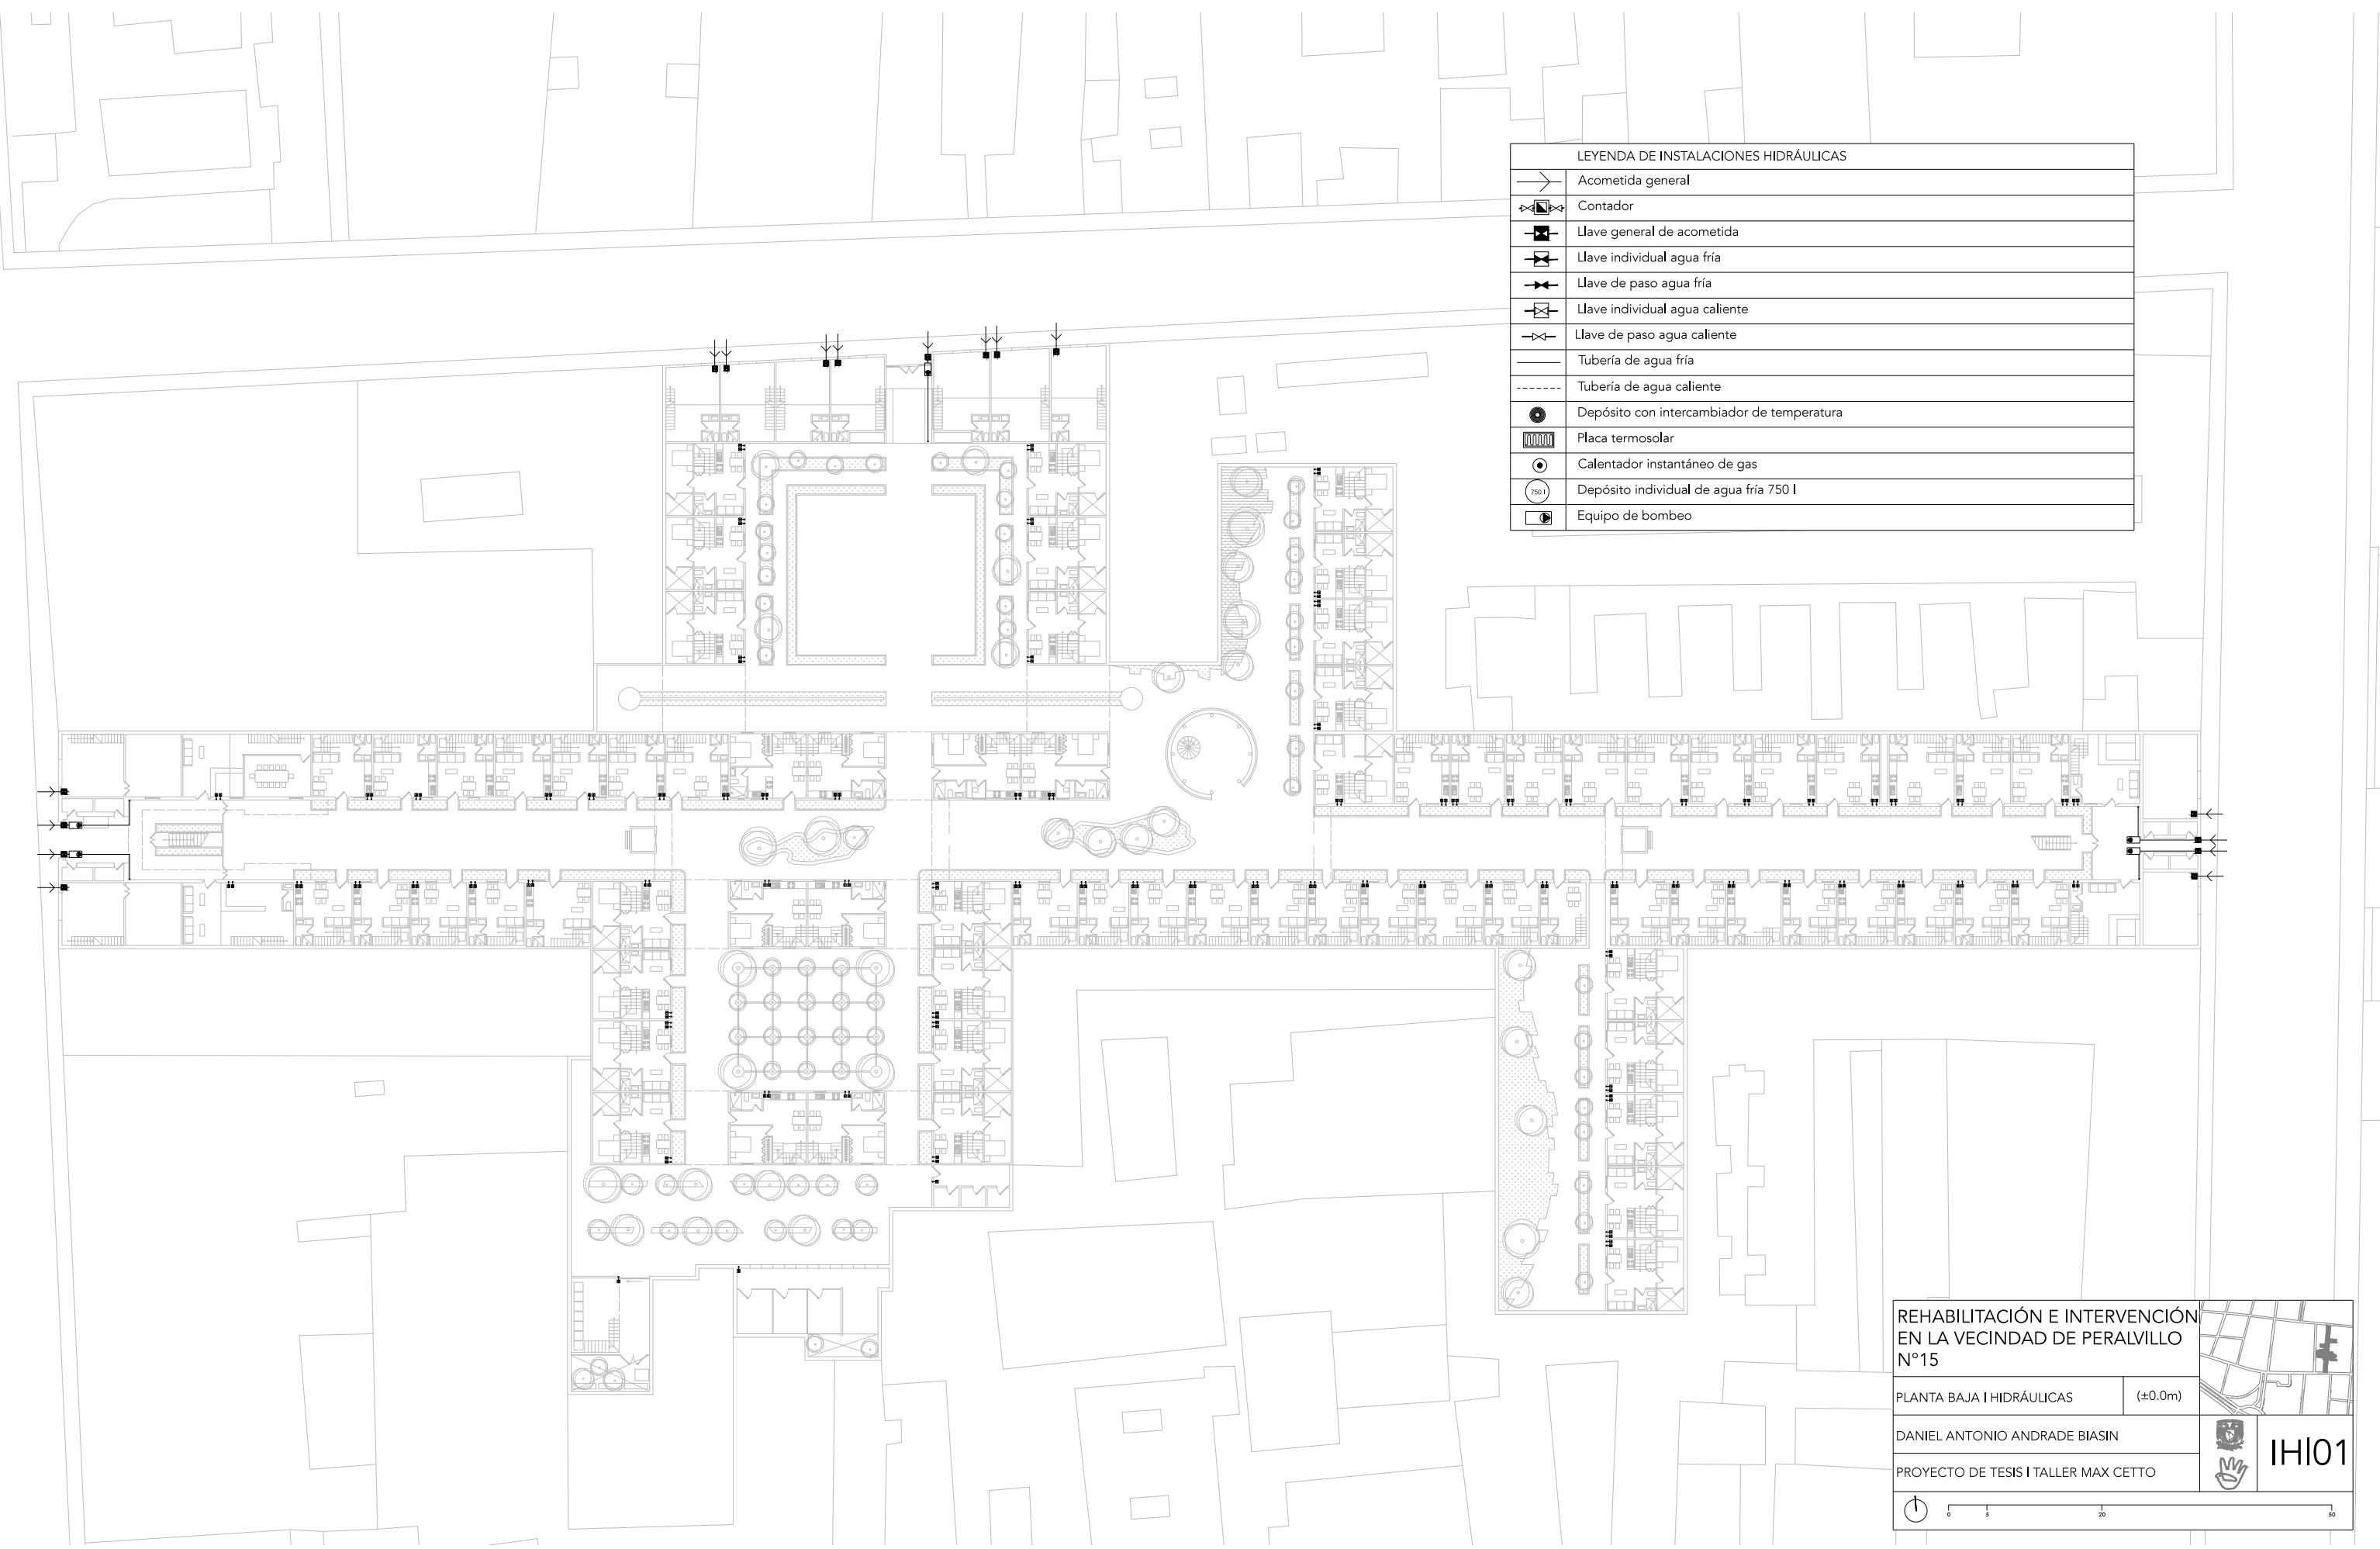 LEYENDA DE INSTALACIONES HIDRÁULICAS
Acometida general
Contador
Llave general de acometida
Llave individual agua fría
Llave de paso agua fría
Llave individual agua caliente
Llave de paso agua caliente
Tubería de agua fría
Tubería de agua caliente
Depósito con intercambiador de temperatura
Placa termosolar
Calentador instantáneo de gas
750 l
Depósito individual de agua fría 750 l
Equipo de bombeo
REHABILITACIÓN E INTERVENCIÓN
EN LA VECINDAD DE PERALVILLO
N°15
PLANTA BAJA | HIDRÁULICAS
(±0.0m)
DANIEL ANTONIO ANDRADE BIASIN
PROYECTO DE TESIS | TALLER MAX CETTO
IH|01
0 5 20 50